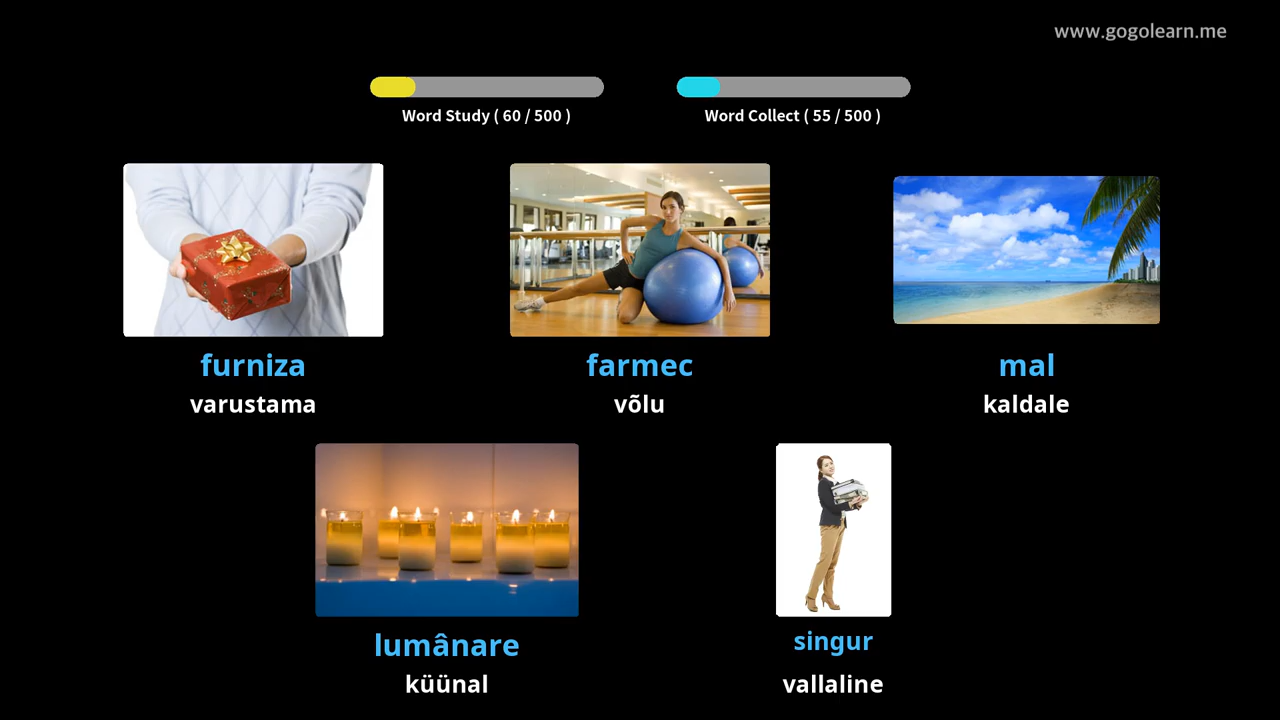 www.gogolearn.me
Word Study ( 60 / 500 )
Word Collect ( 55 / 500 )
furniza
varustama
farmec
võlu
mal
kaldale
lumânare
küünal
singur
vallaline